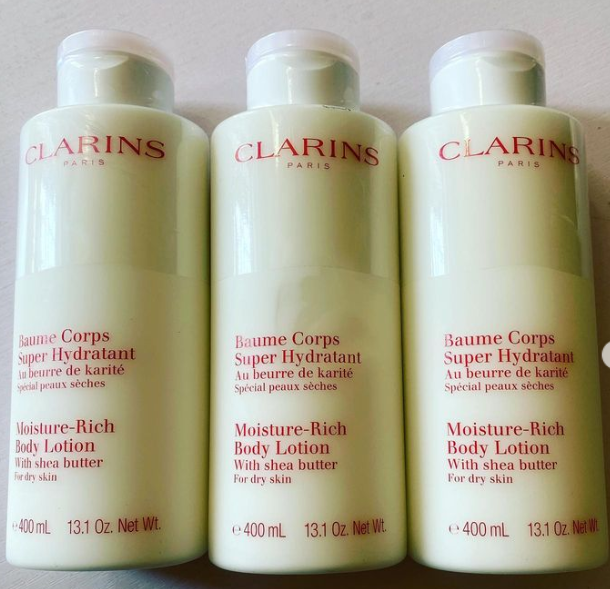 CLARINS
PARIS
Baume Corps
Super Hydratant
Au beurre de karité
Spécial peaux sèches
Moisture-Rich
Body Lotion
With shea butter
For dry skin
℮ 400 mL 13.1 Oz. Net Wt.
CLARINS
PARIS
Baume Corps
Super Hydratant
Au beurre de karité
Spécial peaux sèches
Moisture-Rich
Body Lotion
With shea butter
For dry skin
℮ 400 mL 13.1 Oz. Net Wt.
CLARINS
PARIS
Baume Corps
Super Hydratant
Au beurre de karité
Spécial peaux sèches
Moisture-Rich
Body Lotion
With shea butter
For dry skin
℮ 400 mL 13.1 Oz. Net Wt.